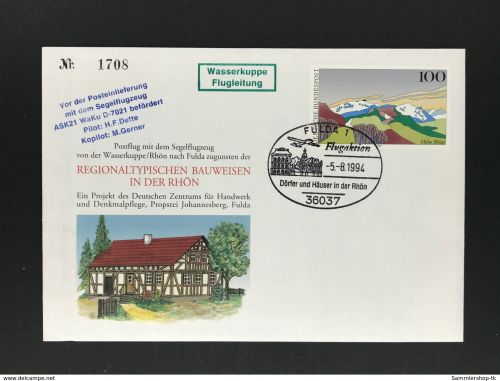 Nr. 1708
Vor der Posteinlieferung
mit dem Segelflugzeug
ASK21 WaKu D-7021 befördert
Pilot: H.F.Dette
Kopilot: M.Gerner
Wasserkuppe
Flugleitung
100
DEUTSCHE BUNDESPOST
Hohe Rhön
FULDA 1
Flugaktion
-5.-8.1994
Dörfer und Häuser in der Rhön
36037
Postflug mit dem Segelflugzeug
von der Wasserkuppe/Rhön nach Fulda zugunsten der
REGIONALTYPISCHEN BAUWEISEN
IN DER RHÖN
Ein Projekt des Deutschen Zentrums für Handwerk
und Denkmalpflege, Propstei Johannesberg, Fulda
www.delcampe.net
Sammlershop-tk